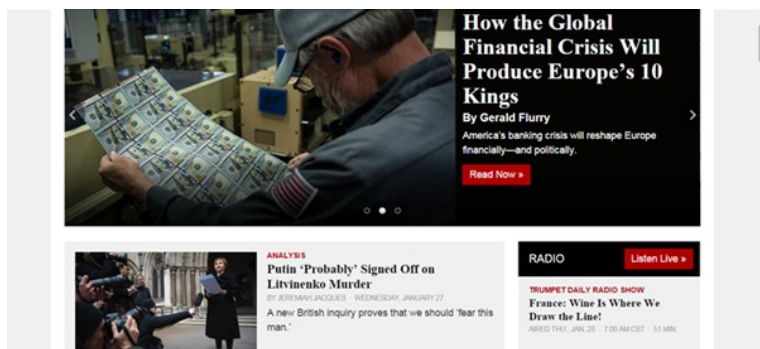 How the Global
Financial Crisis Will
Produce Europe's 10
Kings
By Gerald Flurry
America's banking crisis will reshape Europe
financially—and politically.
Read Now »
ANALYSIS
Putin ‘Probably’ Signed Off on
Litvinenko Murder
BY JEREMIAH JACQUES · WEDNESDAY, JANUARY 27
A new British inquiry proves that we should ‘fear this
man.’
RADIO
Listen Live »
TRUMPET DAILY RADIO SHOW
France: Wine Is Where We
Draw the Line!
AIRED THU., JAN. 28 · 7:00 AM CST · 51 MIN.